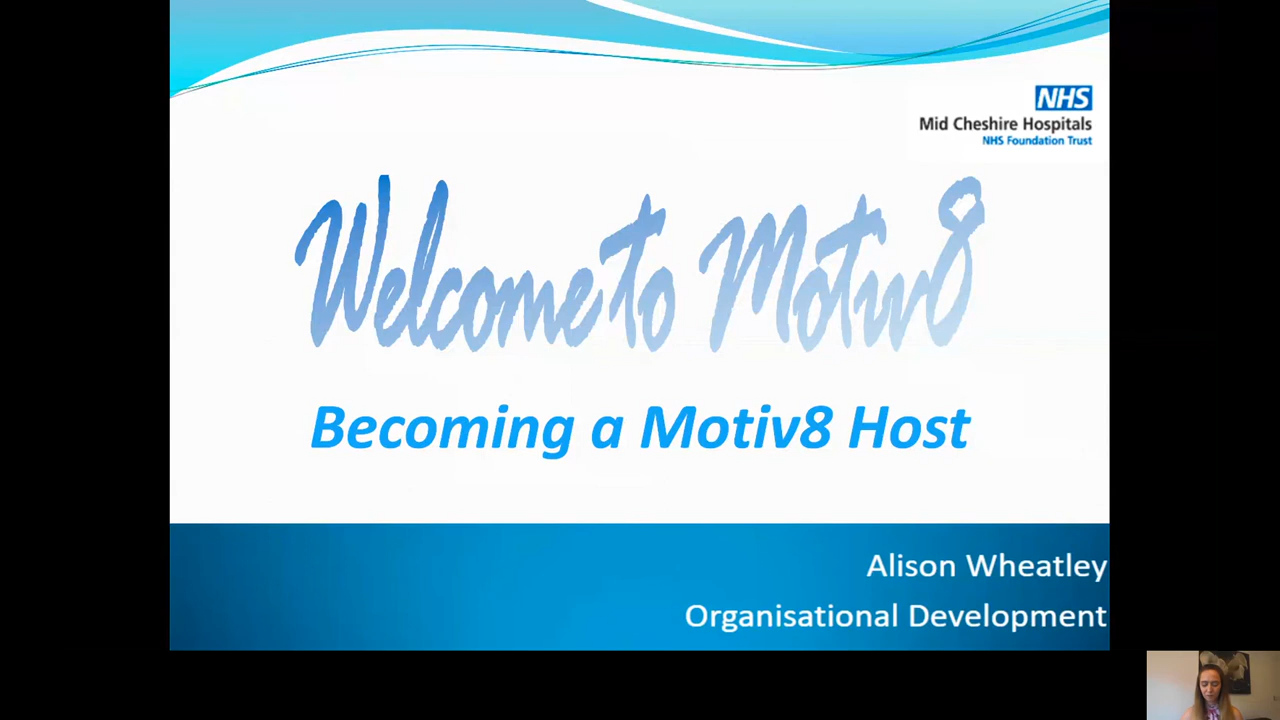 NHS
Mid Cheshire Hospitals
NHS Foundation Trust
Welcome to Motiv8
Becoming a Motiv8 Host
Alison Wheatley
Organisational Development